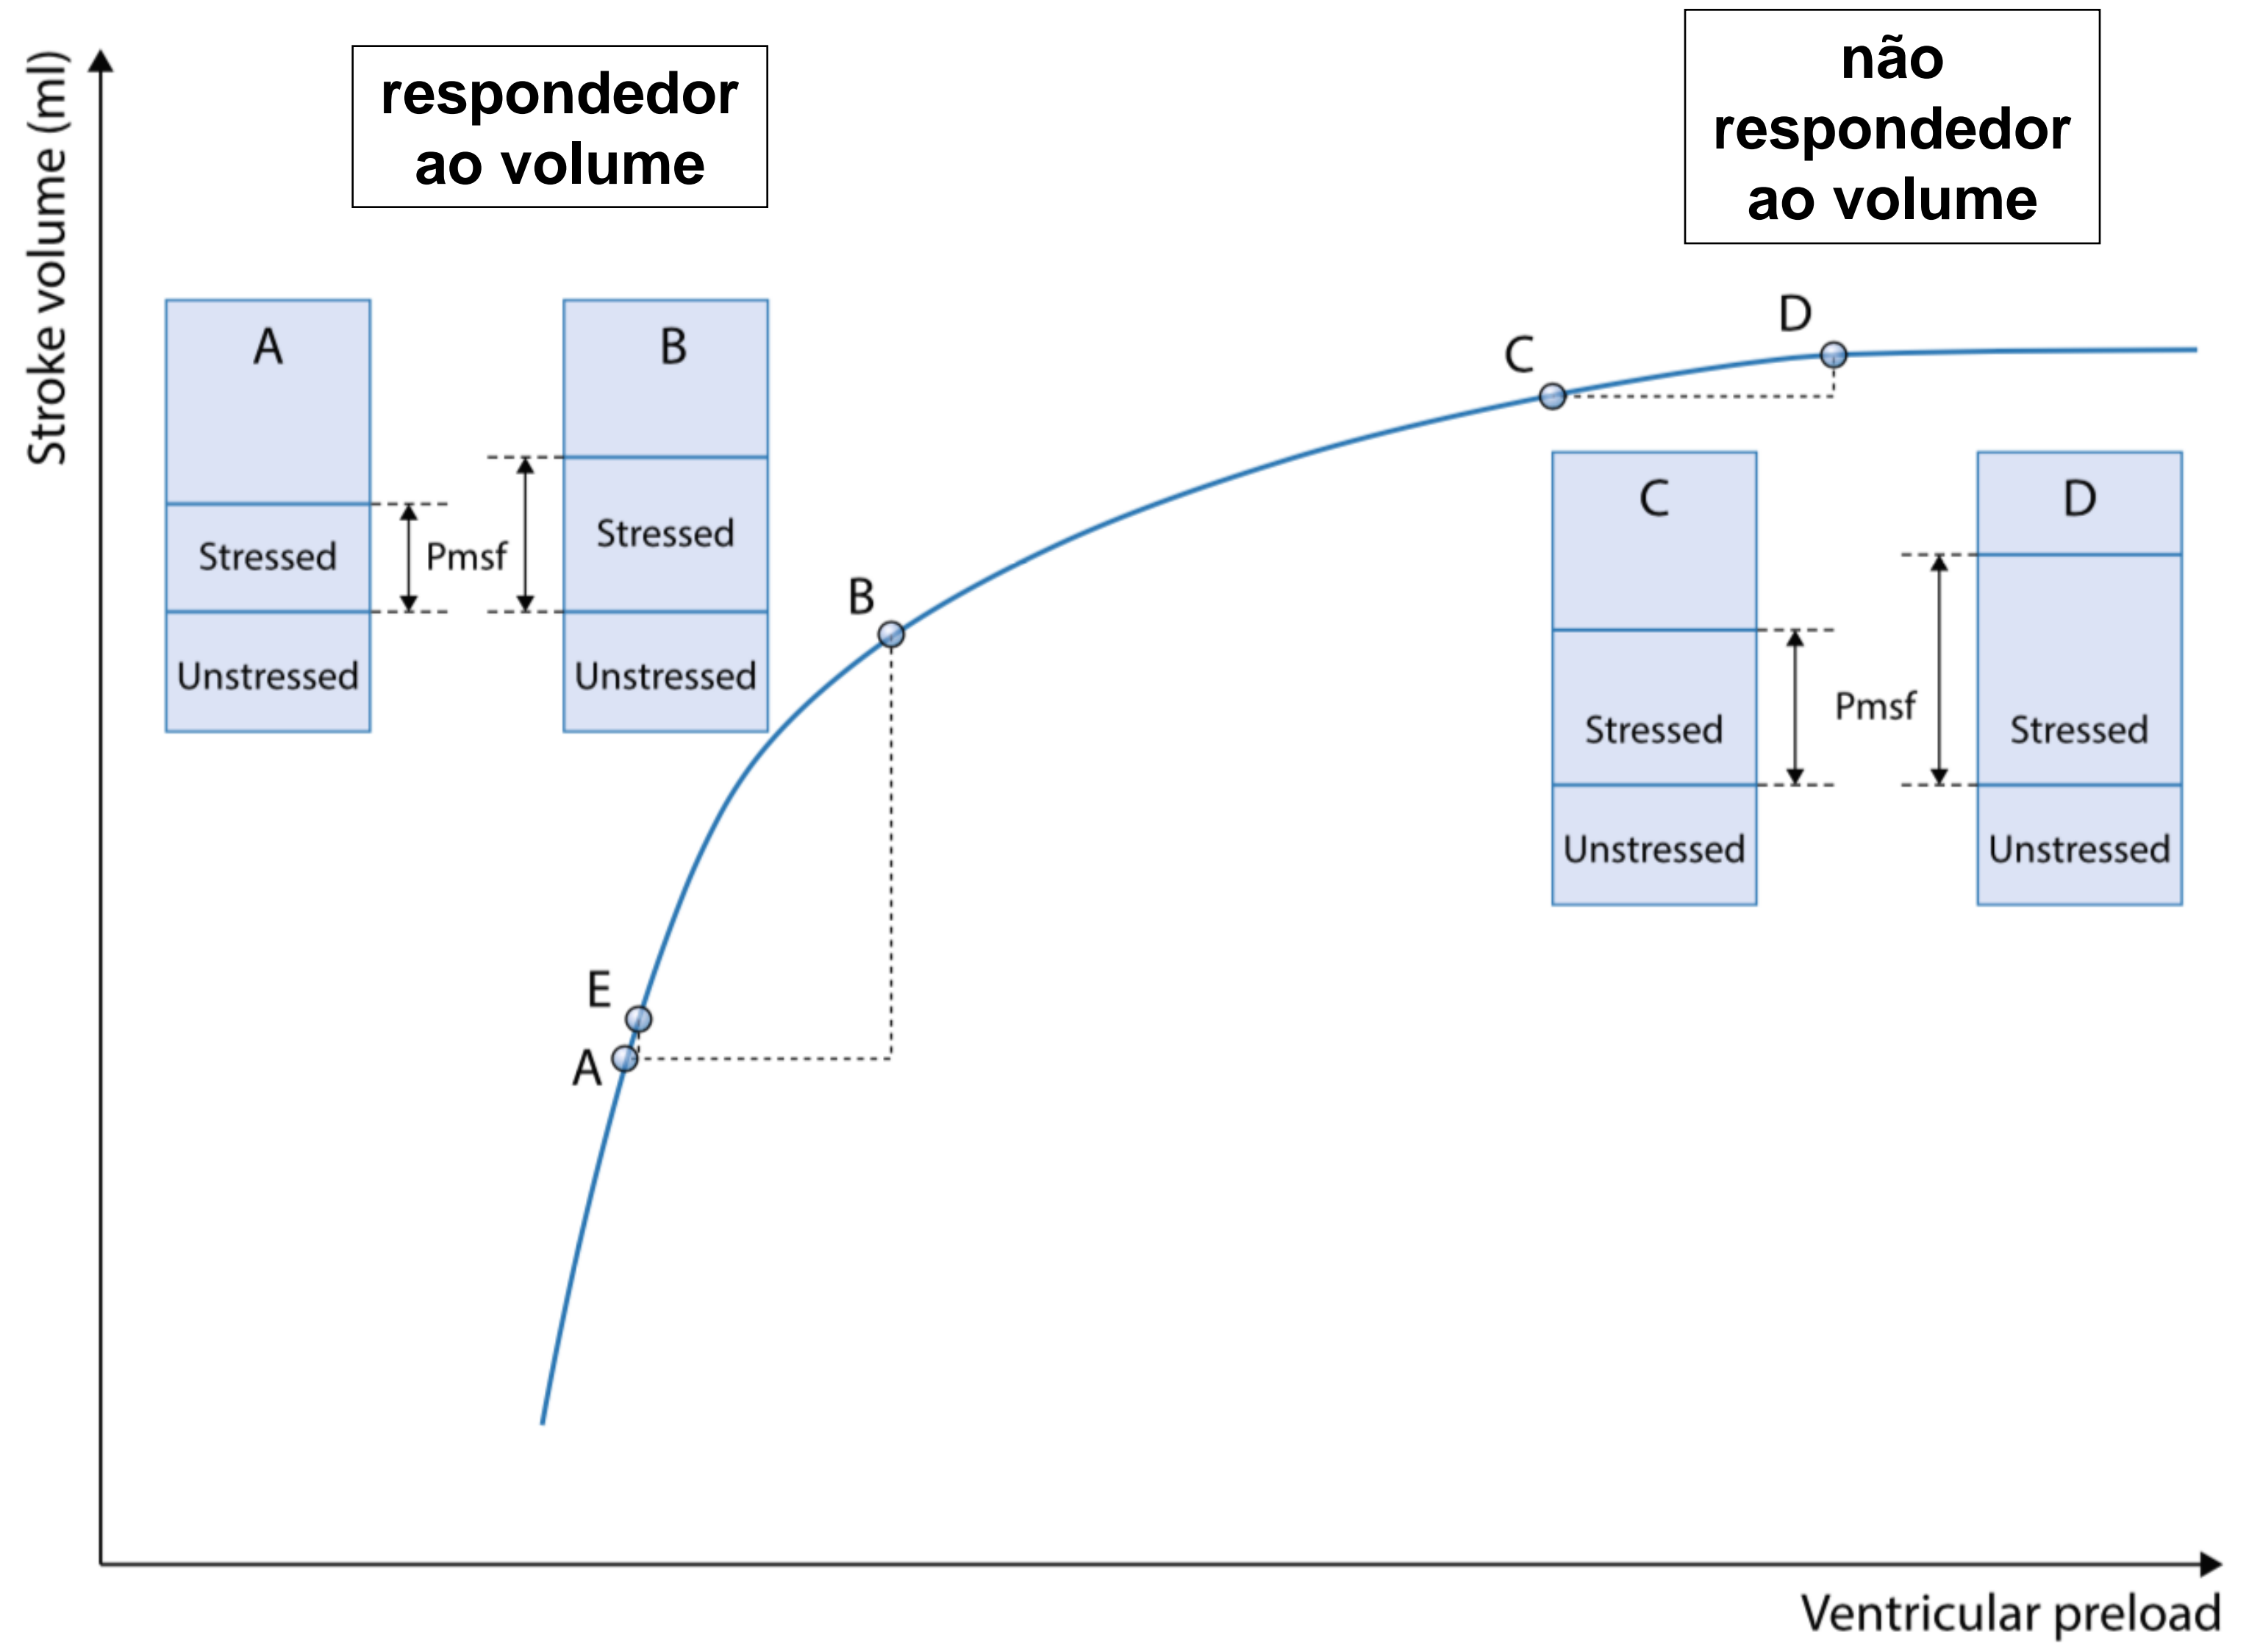 Stroke volume (ml)
respondedor
ao volume
não
respondedor
ao volume
A
Stressed
Unstressed
Pmsf
B
Stressed
Unstressed
C
D
B
C
Stressed
Unstressed
Pmsf
D
Stressed
Unstressed
E
A
Ventricular preload